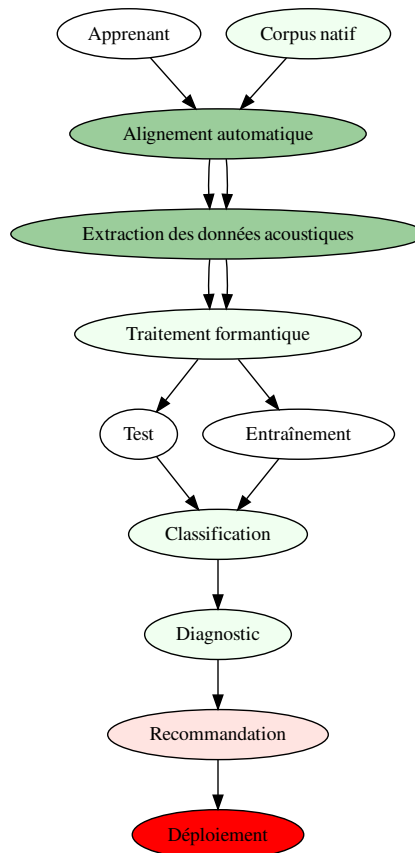 Apprenant
Corpus natif
Alignement automatique
Extraction des données acoustiques
Traitement formantique
Test
Entraînement
Classification
Diagnostic
Recommandation
Déploiement